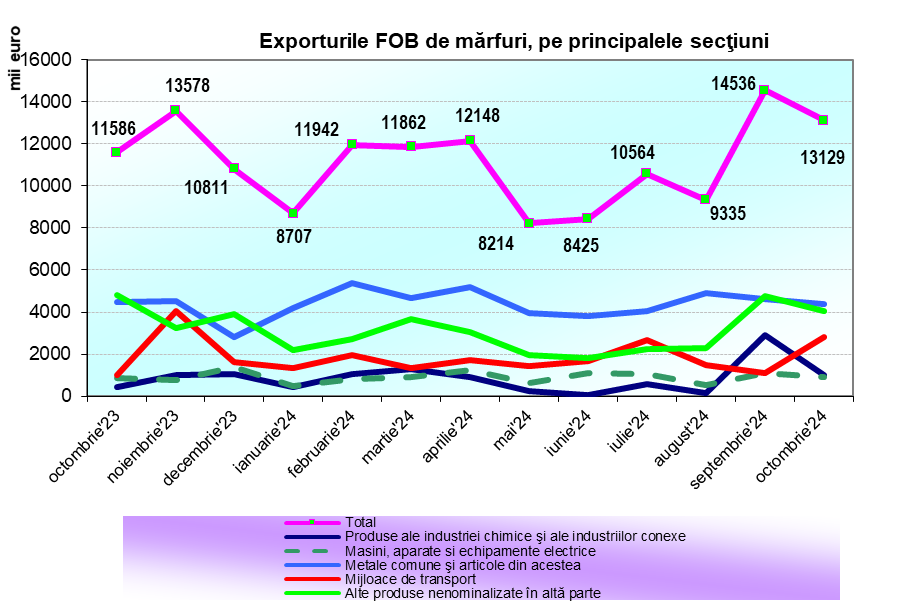 Exporturile FOB de mărfuri, pe principalele secţiuni
mii euro
16000
14000
12000
10000
8000
6000
4000
2000
0
11586
13578
10811
8707
11942
11862
12148
8214
8425
10564
9335
14536
13129
octombrie'23
noiembrie'23
decembrie'23
ianuarie'24
februarie'24
martie'24
aprilie'24
mai'24
iunie'24
iulie'24
august'24
septembrie'24
octombrie'24
Total
Produse ale industriei chimice şi ale industriilor conexe
Masini, aparate si echipamente electrice
Metale comune şi articole din acestea
Mijloace de transport
Alte produse nenominalizate în altă parte